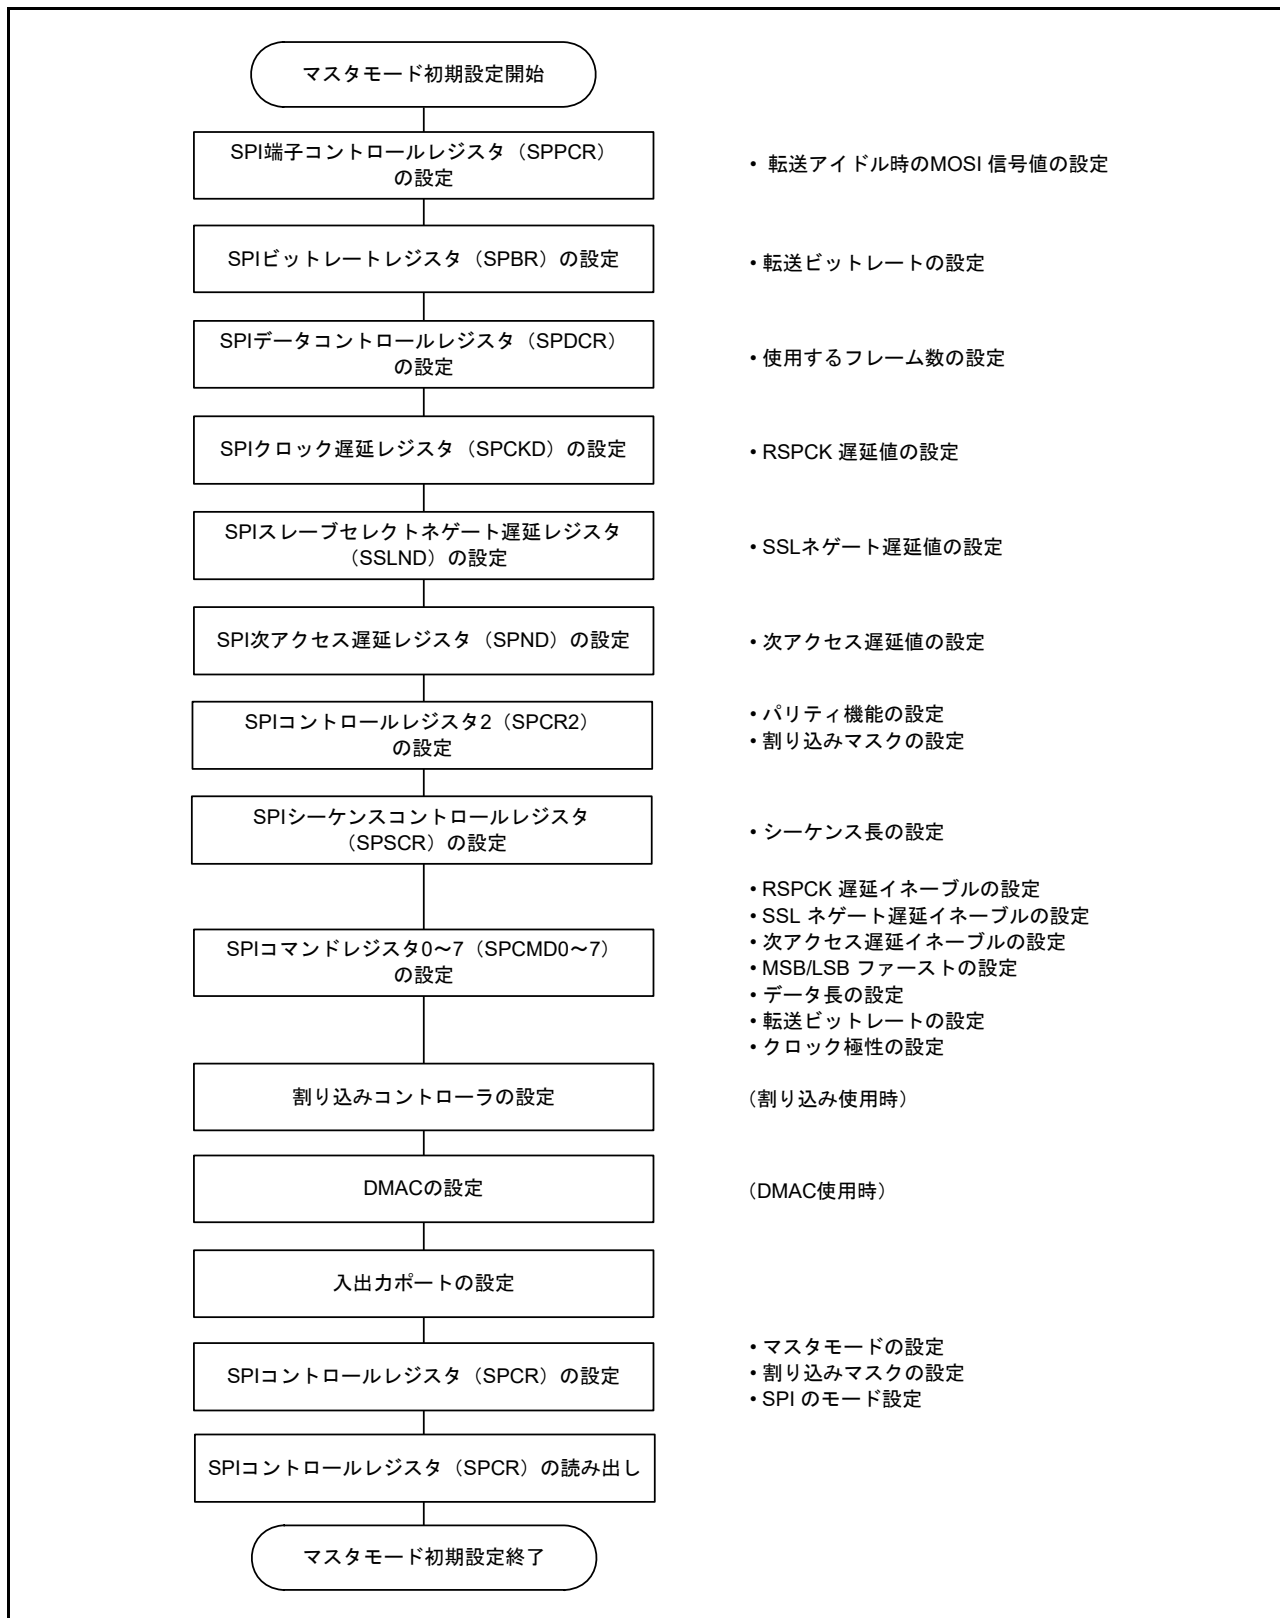 マスタモード初期設定開始
SPI端子コントロールレジスタ（SPPCR）
の設定
• 転送アイドル時のMOSI 信号値の設定
SPIビットレートレジスタ（SPBR）の設定
• 転送ビットレートの設定
SPIデータコントロールレジスタ（SPDCR）
の設定
• 使用するフレーム数の設定
SPIクロック遅延レジスタ（SPCKD）の設定
• RSPCK 遅延値の設定
SPIスレーブセレクトネゲート遅延レジスタ
（SSLND）の設定
• SSLネゲート遅延値の設定
SPI次アクセス遅延レジスタ（SPND）の設定
• 次アクセス遅延値の設定
SPIコントロールレジスタ2（SPCR2）
の設定
• パリティ機能の設定
• 割り込みマスクの設定
SPIシーケンスコントロールレジスタ
（SPSCR）の設定
• シーケンス長の設定
SPIコマンドレジスタ0～7（SPCMD0～7）
の設定
• RSPCK 遅延イネーブルの設定
• SSL ネゲート遅延イネーブルの設定
• 次アクセス遅延イネーブルの設定
• MSB/LSB ファーストの設定
• データ長の設定
• 転送ビットレートの設定
• クロック極性の設定
割り込みコントローラの設定
（割り込み使用時）
DMACの設定
（DMAC使用時）
入出力ポートの設定
SPIコントロールレジスタ（SPCR）の設定
• マスタモードの設定
• 割り込みマスクの設定
• SPI のモード設定
SPIコントロールレジスタ（SPCR）の読み出し
マスタモード初期設定終了